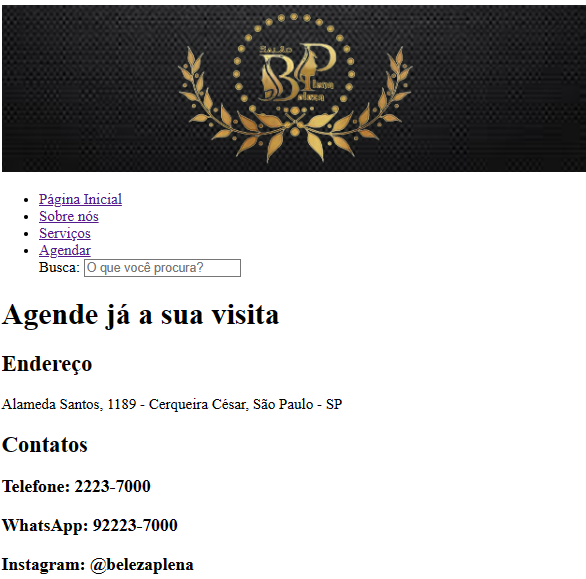 Salão
BP
Plena
Beleza
Página Inicial
Sobre nós
Serviços
Agendar
Busca: O que você procura?
Agende já a sua visita
Endereço
Alameda Santos, 1189 - Cerqueira César, São Paulo - SP
Contatos
Telefone: 2223-7000
WhatsApp: 92223-7000
Instagram: @belezaplena